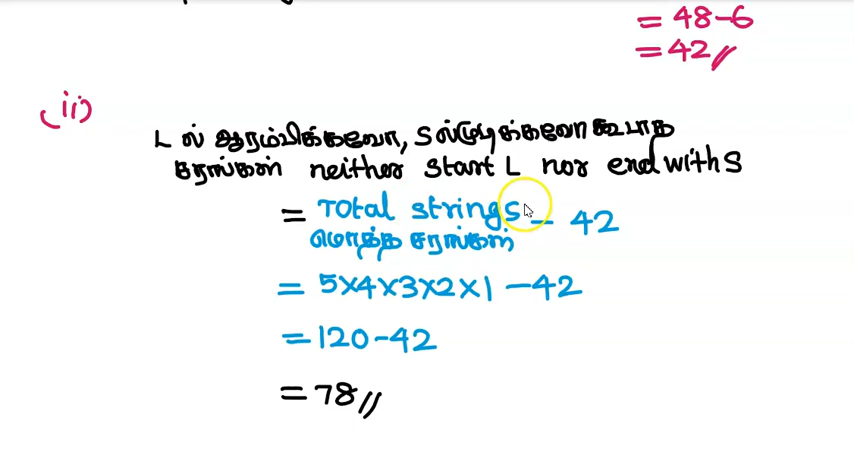 = 48-6
= 42//
(ii)
L ல் ஆரம்பிக்கவோ, S ல் முடிக்கவோ கூடாத
சரங்கள் neither start L nor end with S
= Total strings - 42
மொத்த சரங்கள்
= 5×4×3×2×1 - 42
= 120-42
= 78//